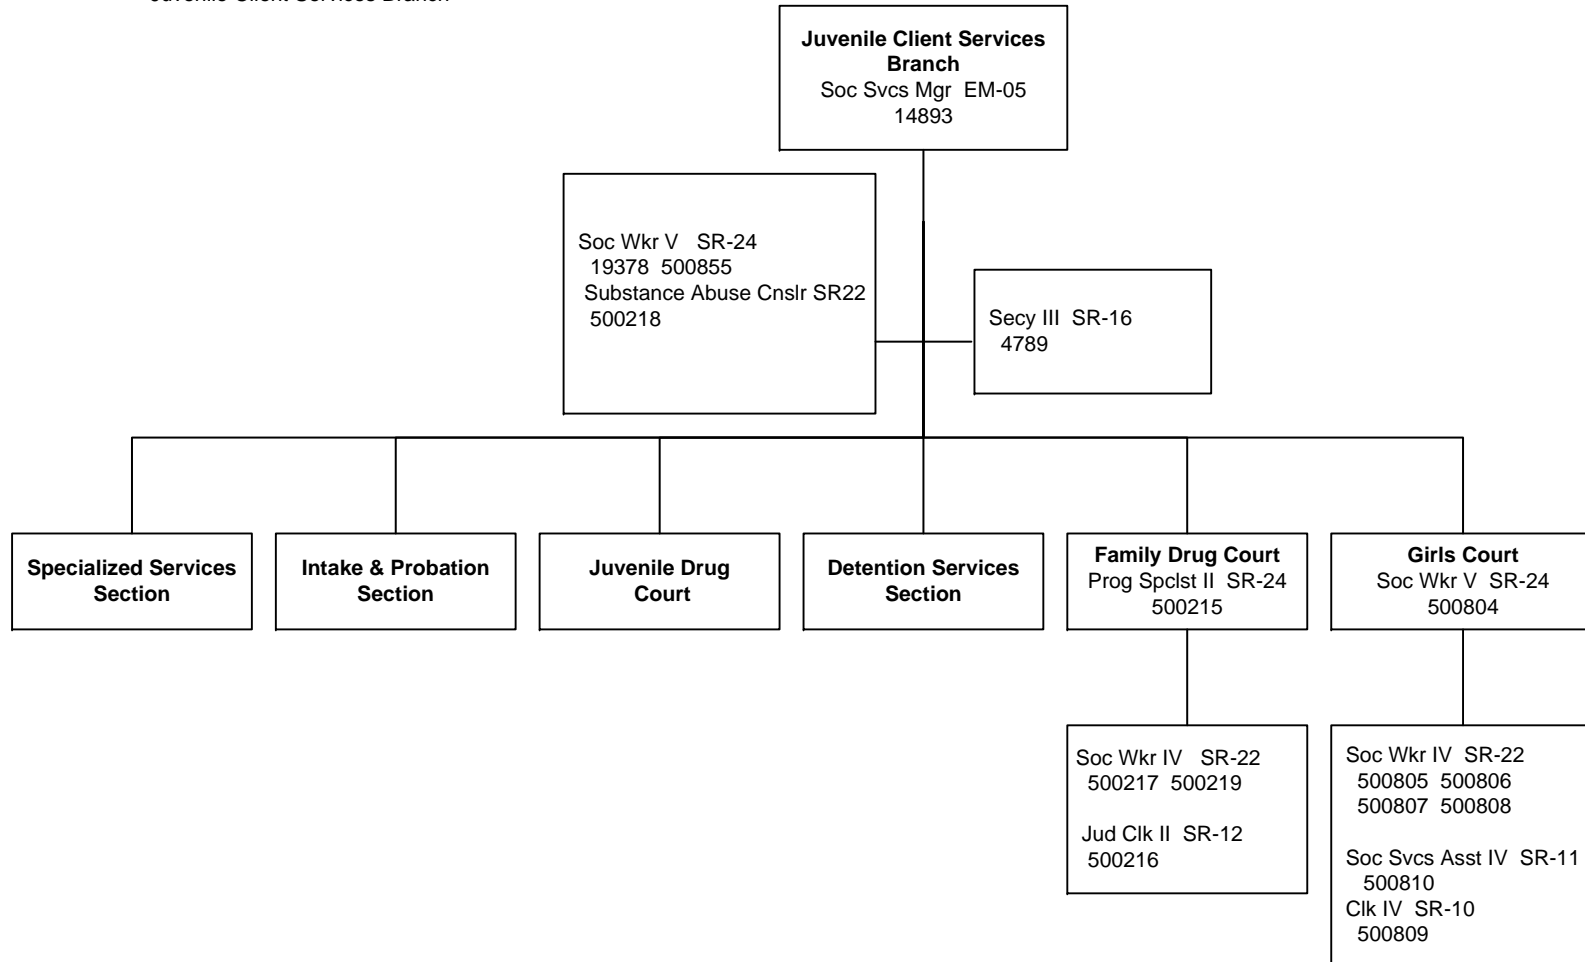 Juvenile Client Services Branch
Juvenile Client Services
Branch
Soc Svcs Mgr EM-05
14893
Soc Wkr V SR-24
19378 500855
Substance Abuse Cnslr SR22
500218
Secy III SR-16
4789
Specialized Services
Section
Intake & Probation
Section
Juvenile Drug
Court
Detention Services
Section
Family Drug Court
Prog Spclst II SR-24
500215
Girls Court
Soc Wkr V SR-24
500804
Soc Wkr IV SR-22
500217 500219
Jud Clk II SR-12
500216
Soc Wkr IV SR-22
500805 500806
500807 500808
Soc Svcs Asst IV SR-11
500810
Clk IV SR-10
500809